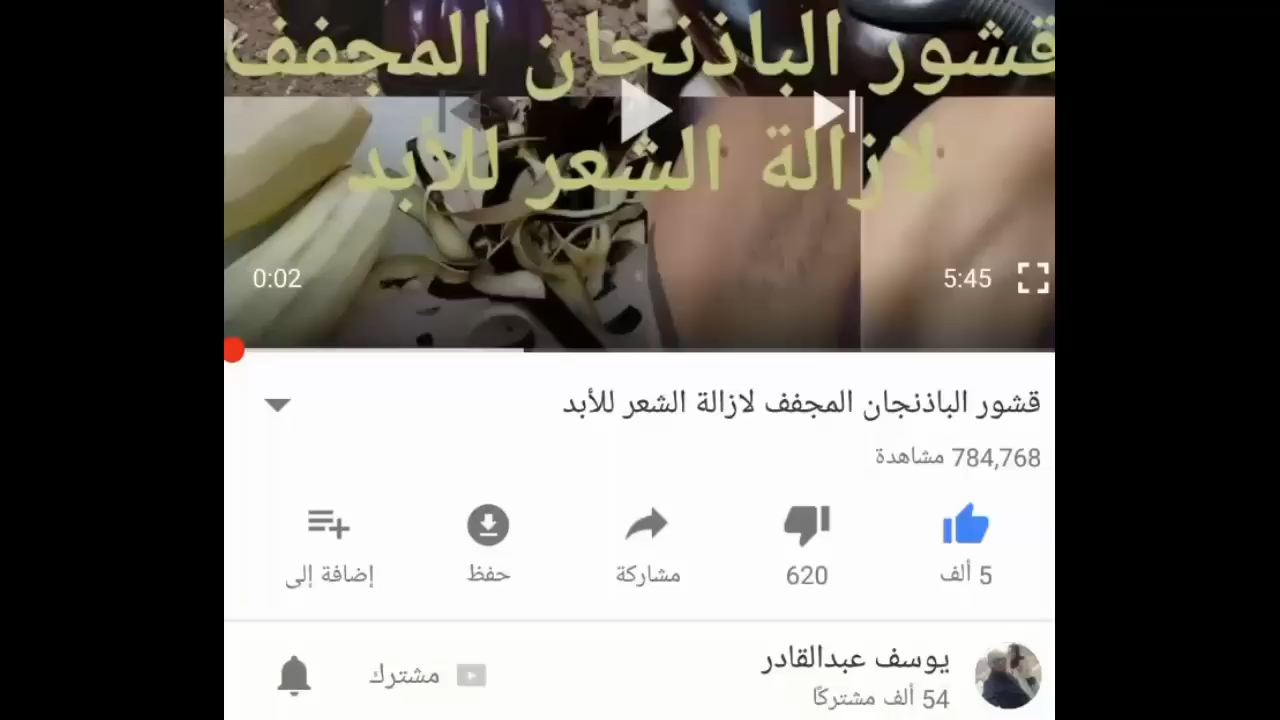 قشور الباذنجان المجفف
لازالة الشعر للأبد
0:02
5:45
قشور الباذنجان المجفف لازالة الشعر للأبد
784,768 مشاهدة
5 ألف
620
مشاركة
حفظ
إضافة إلى
يوسف عبدالقادر
54 ألف مشتركًا
مشترك